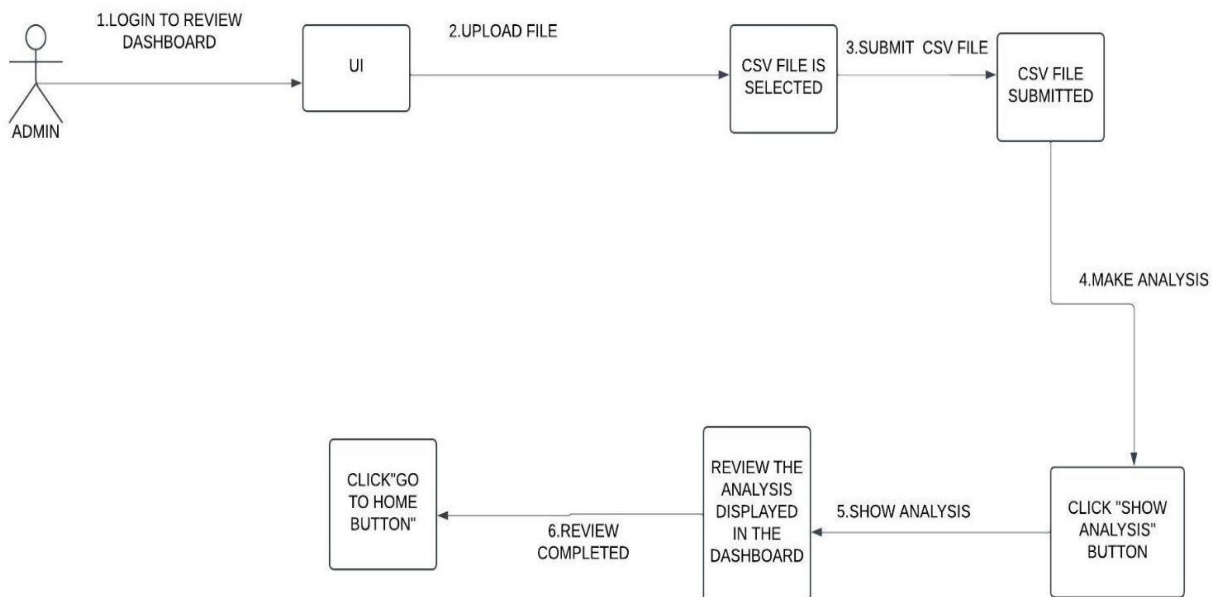 1.LOGIN TO REVIEW
DASHBOARD
ADMIN
UI
2.UPLOAD FILE
CSV FILE IS
SELECTED
3.SUBMIT CSV FILE
CSV FILE
SUBMITTED
4.MAKE ANALYSIS
CLICK "SHOW
ANALYSIS"
BUTTON
5.SHOW ANALYSIS
REVIEW THE
ANALYSIS
DISPLAYED
IN THE
DASHBOARD
6.REVIEW
COMPLETED
CLICK"GO
TO HOME
BUTTON"